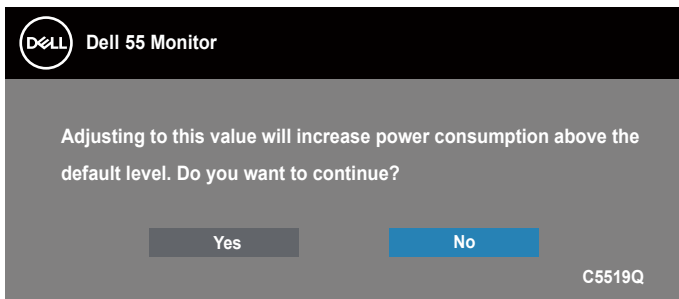 DELL Dell 55 Monitor
Adjusting to this value will increase power consumption above the
default level. Do you want to continue?
Yes No
C5519Q